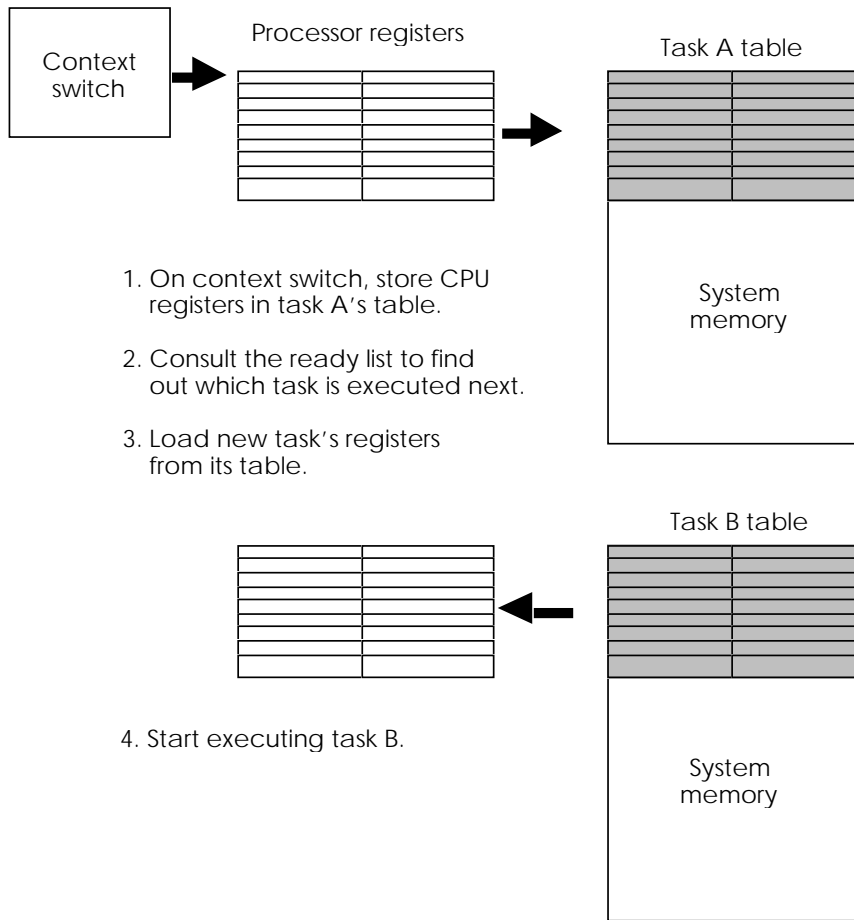 Context
switch
Processor registers
Task A table
1. On context switch, store CPU
registers in task A's table.
2. Consult the ready list to find
out which task is executed next.
3. Load new task's registers
from its table.
System
memory
Task B table
4. Start executing task B.
System
memory